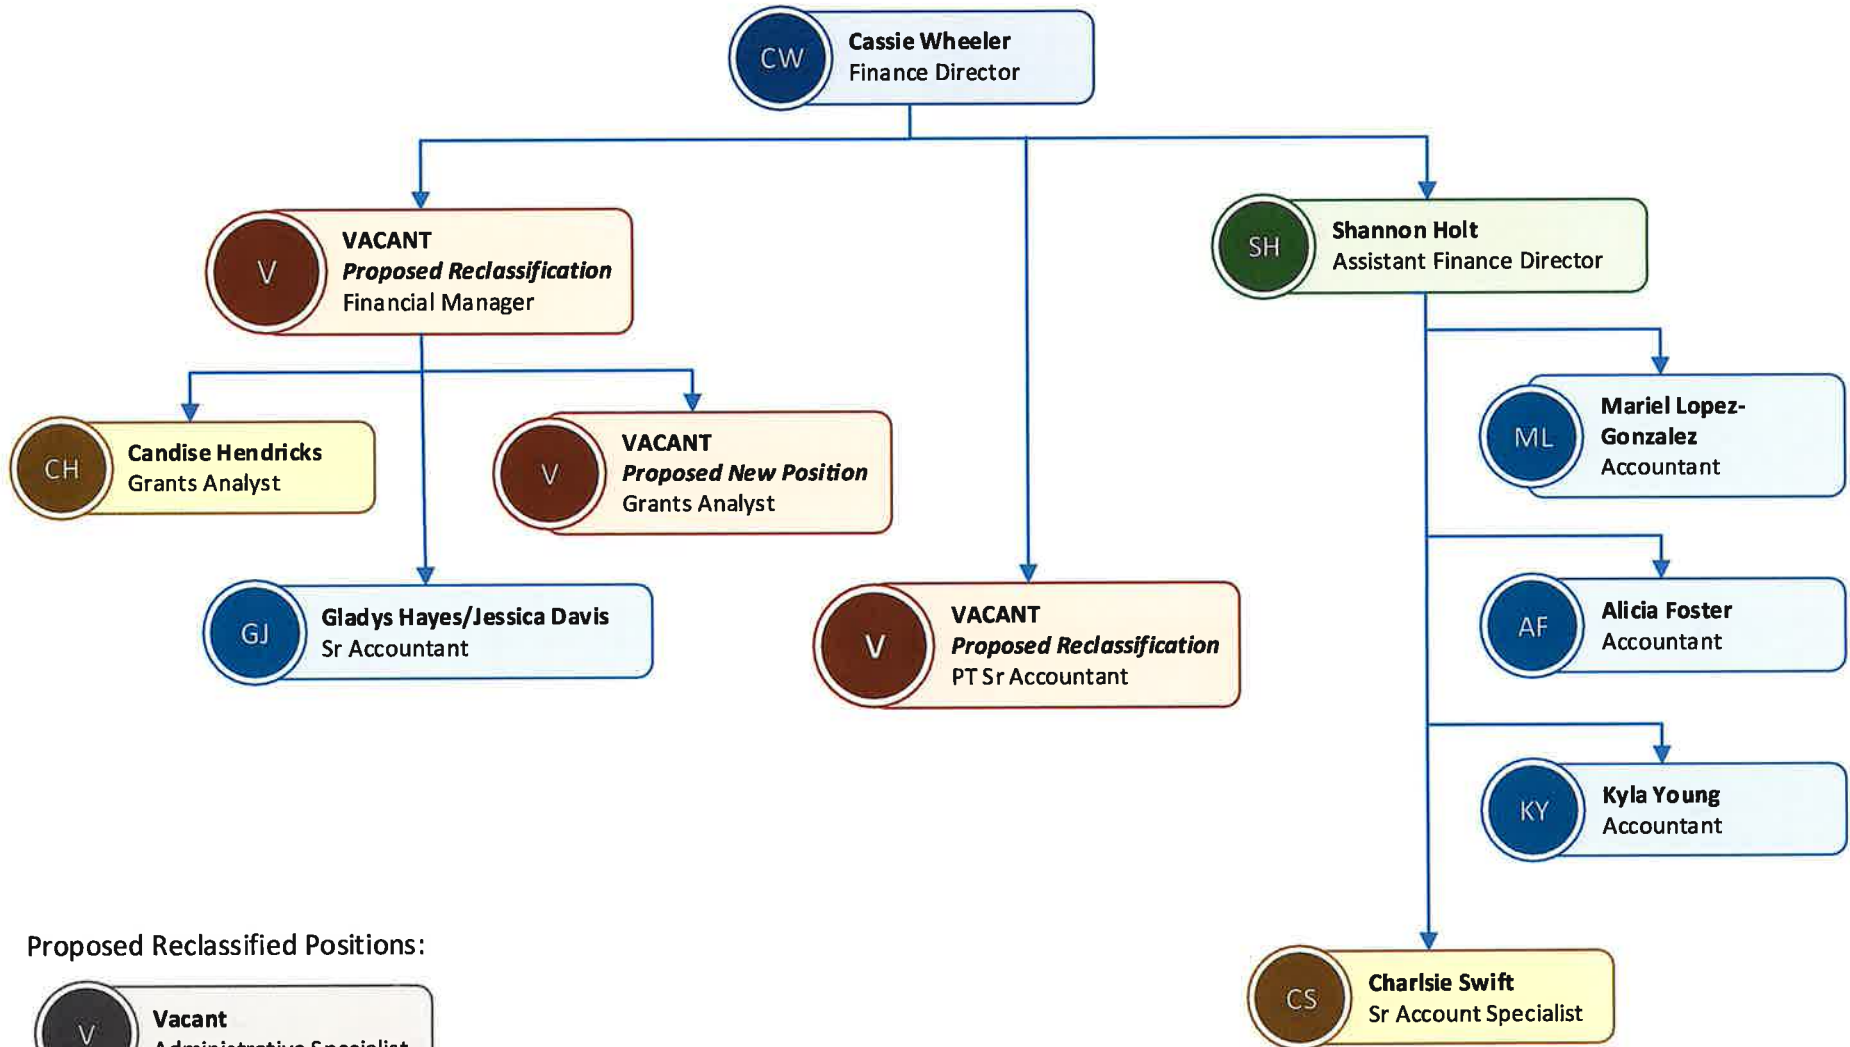 CW
Cassie Wheeler
Finance Director
V
VACANT
Proposed Reclassification
Financial Manager
SH
Shannon Holt
Assistant Finance Director
CH
Candise Hendricks
Grants Analyst
V
VACANT
Proposed New Position
Grants Analyst
ML
Mariel Lopez-
Gonzalez
Accountant
GJ
Gladys Hayes/Jessica Davis
Sr Accountant
V
VACANT
Proposed Reclassification
PT Sr Accountant
AF
Alicia Foster
Accountant
KY
Kyla Young
Accountant
CS
Charlsie Swift
Sr Account Specialist
Proposed Reclassified Positions:
V
Vacant
Administrative Specialist